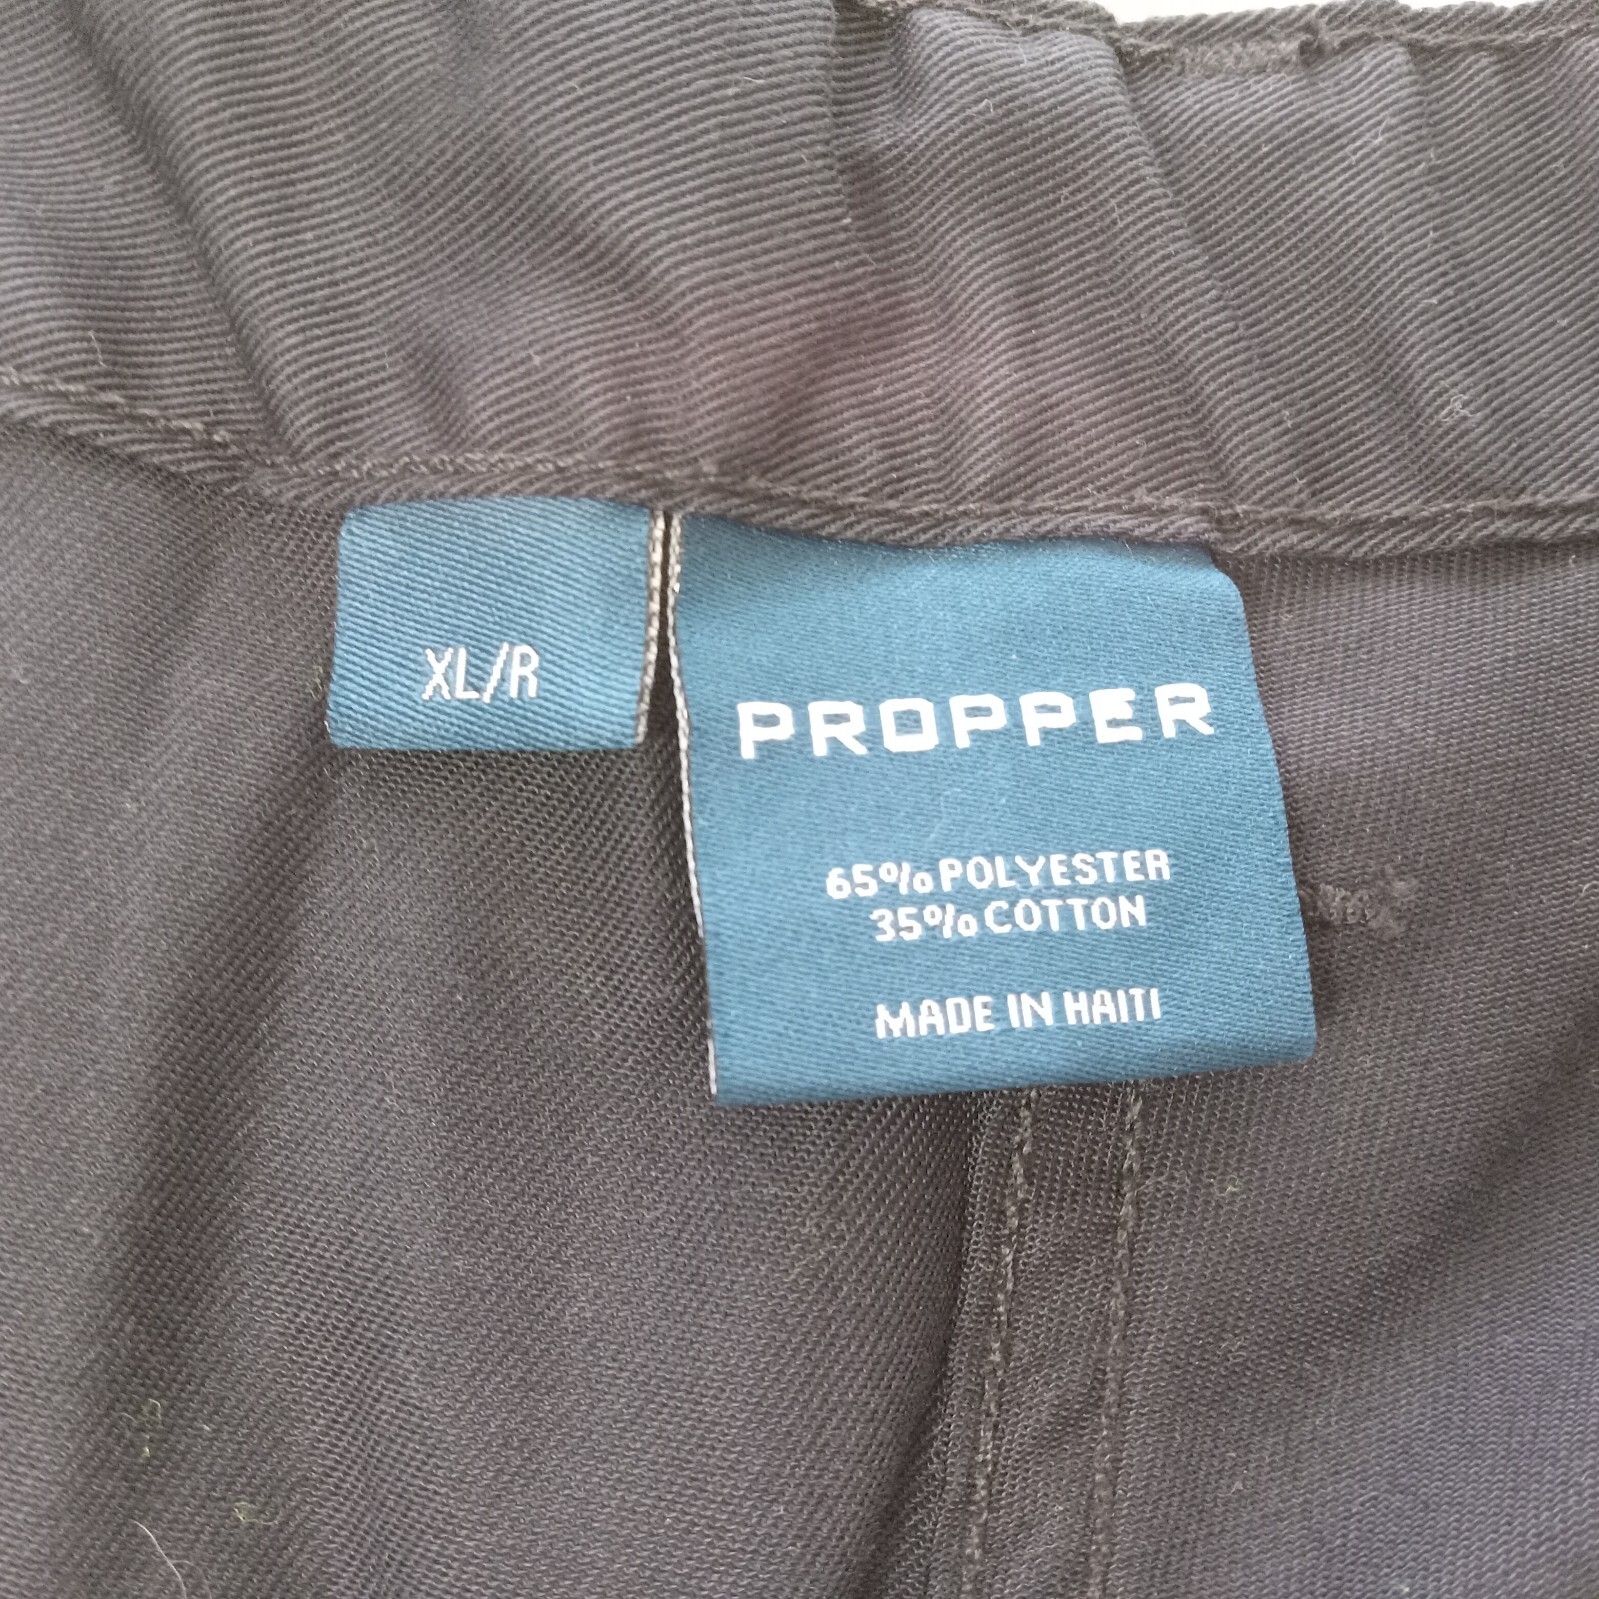 XL/R
PROPPER
65% POLYESTER
35% COTTON
MADE IN HAITI